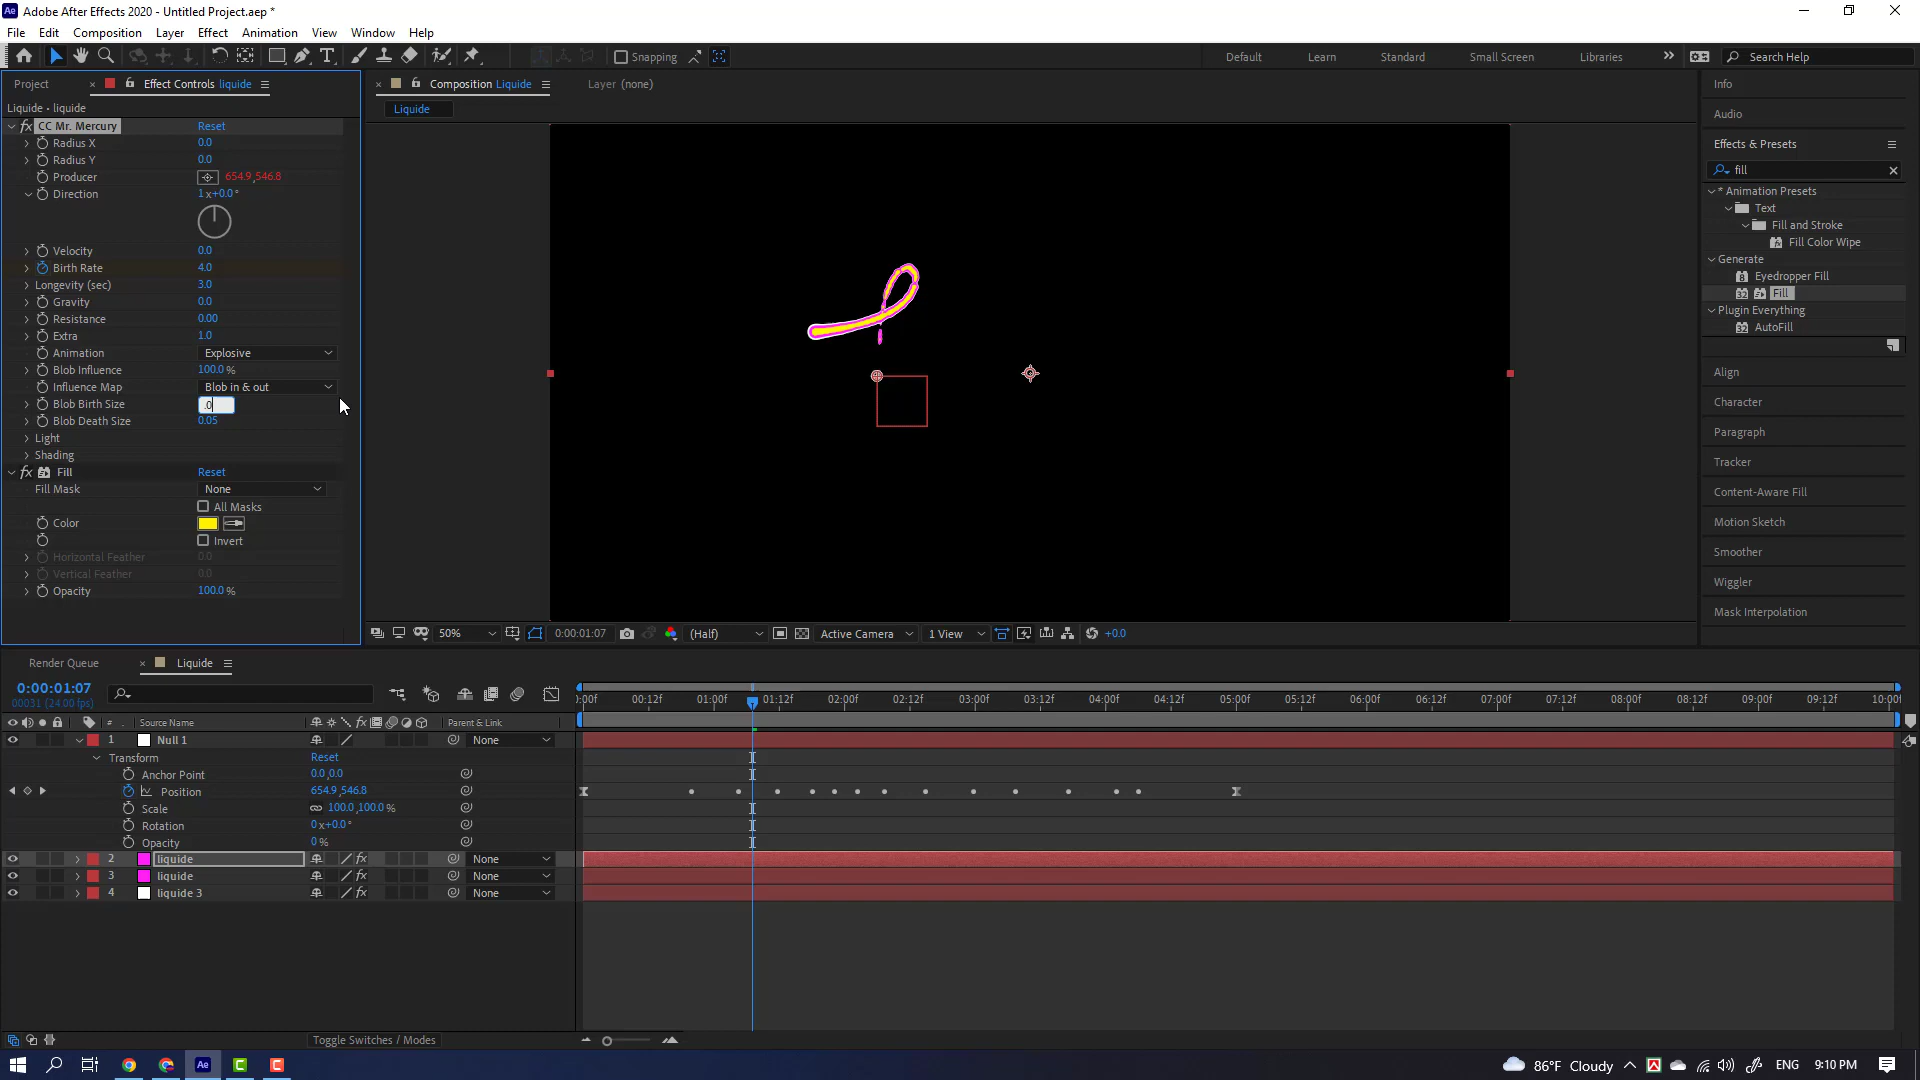 Adobe After Effects 2020 - Untitled Project.aep *
File Edit Composition Layer Effect Animation View Window Help
Snapping Default Learn Standard Small Screen Libraries Search Help
Project Effect Controls liquide
Composition Liquide Layer (none)
Liquide • liquide
Liquide
CC Mr. Mercury Reset
Radius X 0.0
Radius Y 0.0
Producer 654.9,546.8
Direction 1x+0.0°
Velocity 0.0
Birth Rate 4.0
Longevity (sec) 3.0
Gravity 0.0
Resistance 0.00
Extra 1.0
Animation Explosive
Blob Influence 100.0 %
Influence Map Blob in & out
Blob Birth Size .0
Blob Death Size 0.05
Light
Shading
fx Fill Reset
Fill Mask None
All Masks
Color
Invert
Horizontal Feather 0.0
Vertical Feather 0.0
Opacity 100.0 %
50% 0:00:01:07 (Half) Active Camera 1 View +0.0
Info
Audio
Effects & Presets
fill
* Animation Presets
Text
Fill and Stroke
Fill Color Wipe
Generate
Eyedropper Fill
Fill
Plugin Everything
AutoFill
Align
Character
Paragraph
Tracker
Content-Aware Fill
Motion Sketch
Smoother
Wiggler
Mask Interpolation
Render Queue Liquide
0:00:01:07
00031 (24.00 fps)
:00f 00:12f 01:00f 01:12f 02:00f 02:12f 03:00f 03:12f 04:00f 04:12f 05:00f 05:12f 06:00f 06:12f 07:00f 07:12f 08:00f 08:12f 09:00f 09:12f 10:00f
# Source Name Parent & Link
1 Null 1 None
Transform Reset
Anchor Point 0.0,0.0
Position 654.9,546.8
Scale 100.0,100.0 %
Rotation 0x+0.0°
Opacity 0 %
2 liquide fx None
3 liquide fx None
4 liquide 3 fx None
Toggle Switches / Modes
86°F Cloudy ENG 9:10 PM